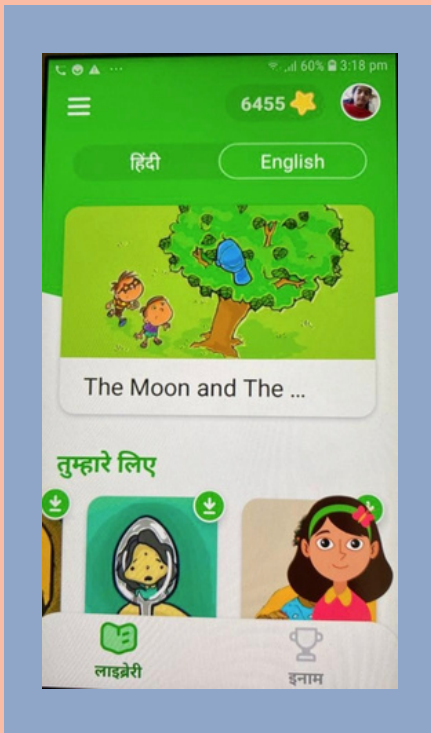 60% 3:18 pm
6455
हिंदी English
The Moon and The ...
तुम्हारे लिए
लाइब्रेरी इनाम